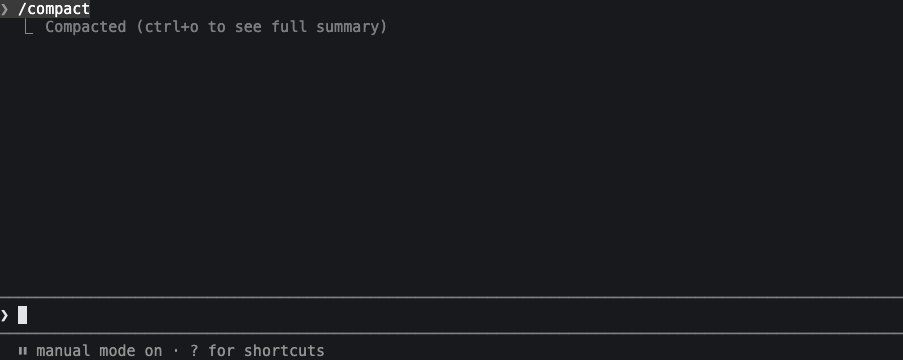 ❯ /compact
⎿ Compacted (ctrl+o to see full summary)
❯
⏸ manual mode on · ? for shortcuts